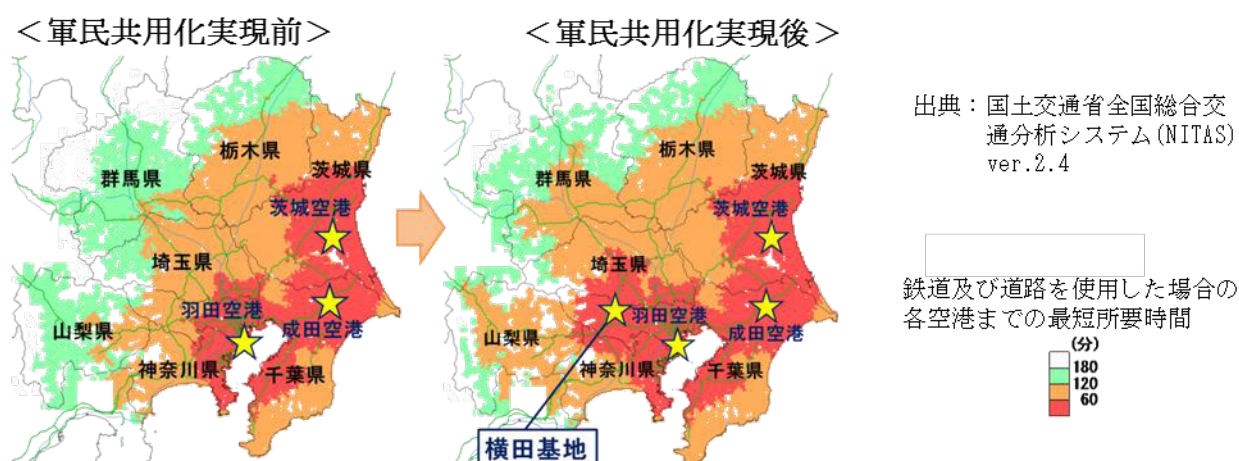 <軍民共用化実現前>
栃木県
群馬県
茨城県
茨城空港
埼玉県
羽田空港
山梨県
成田空港
神奈川県
千葉県
<軍民共用化実現後>
栃木県
群馬県
茨城県
茨城空港
埼玉県
羽田空港
山梨県
成田空港
神奈川県
千葉県
横田基地
出典：国土交通省全国総合交
通分析システム(NITAS)
ver.2.4
鉄道及び道路を使用した場合の
各空港までの最短所要時間
(分)
180
120
60